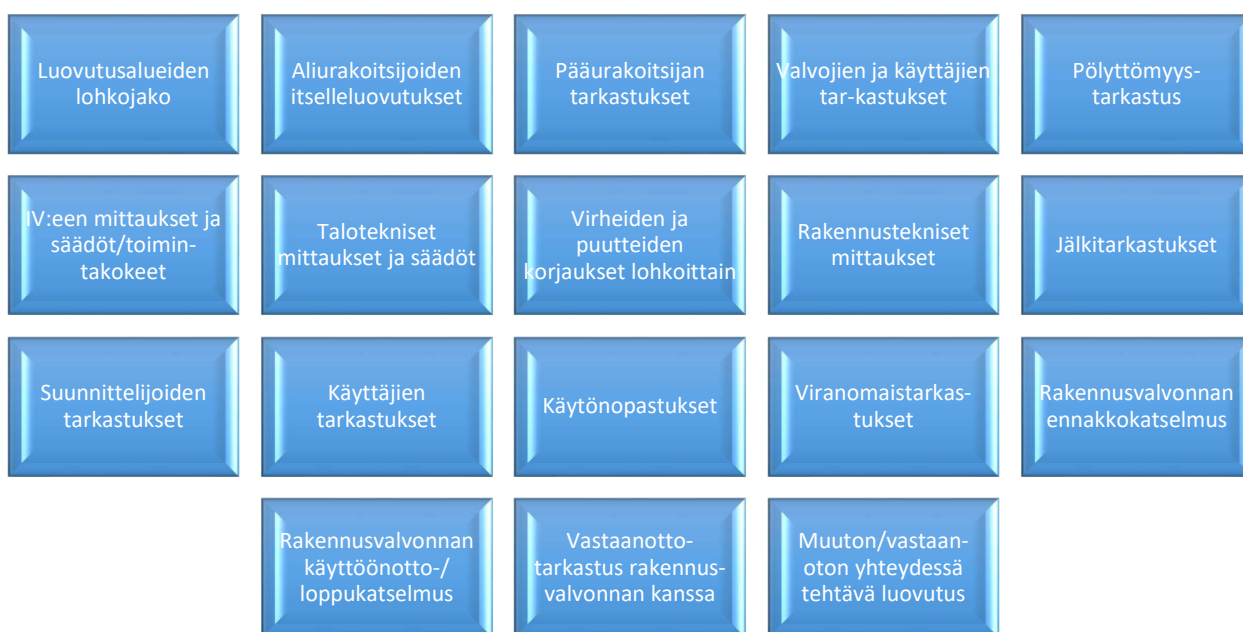 Luovutusalueiden
lohkojako
Aliurakoitsijoiden
itselleluovutukset
Pääurakoitsijan
tarkastukset
Valvojien ja käyttäjien
tar-kastukset
Pölyttömyys-
tarkastus
IV:een mittaukset ja
säädöt/toimin-
takokeet
Talotekniset
mittaukset ja säädöt
Virheiden ja
puutteiden
korjaukset lohkoittain
Rakennustekniset
mittaukset
Jälkitarkastukset
Suunnittelijoiden
tarkastukset
Käyttäjien
tarkastukset
Käytönopastukset
Viranomaistarkas-
tukset
Rakennusvalvonnan
ennakkokatselmus
Rakennusvalvonnan
käyttöönotto-/
loppukatselmus
Vastaanotto-
tarkastus rakennus-
valvonnan kanssa
Muuton/vastaan-
oton yhteydessä
tehtävä luovutus